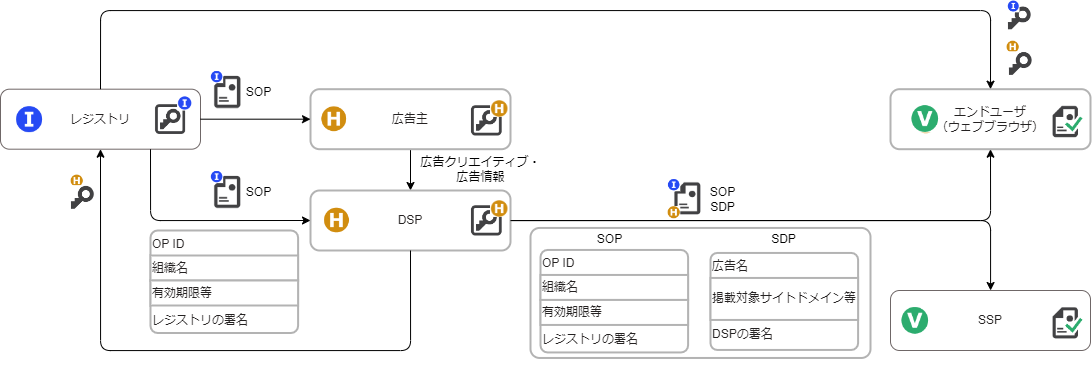 I
H
I
SOP
I
レジストリ
I
H
広告主
H
V
エンドユーザ
（ウェブブラウザ）
広告クリエイティブ・
広告情報
H
I
SOP
H
DSP
H
I
H
SOP
SDP
OP ID
組織名
有効期限等
レジストリの署名
SOP
OP ID
組織名
有効期限等
レジストリの署名
SDP
広告名
掲載対象サイトドメイン等
DSPの署名
V
SSP